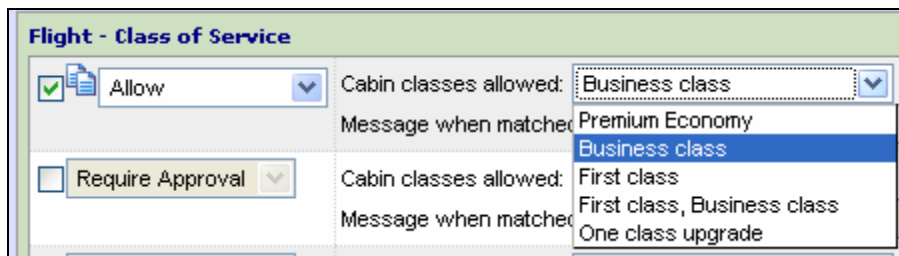 Flight - Class of Service
Allow
Cabin classes allowed: Business class
Message when matched
Premium Economy
Business class
First class
First class, Business class
One class upgrade
Require Approval
Cabin classes allowed:
Message when matched